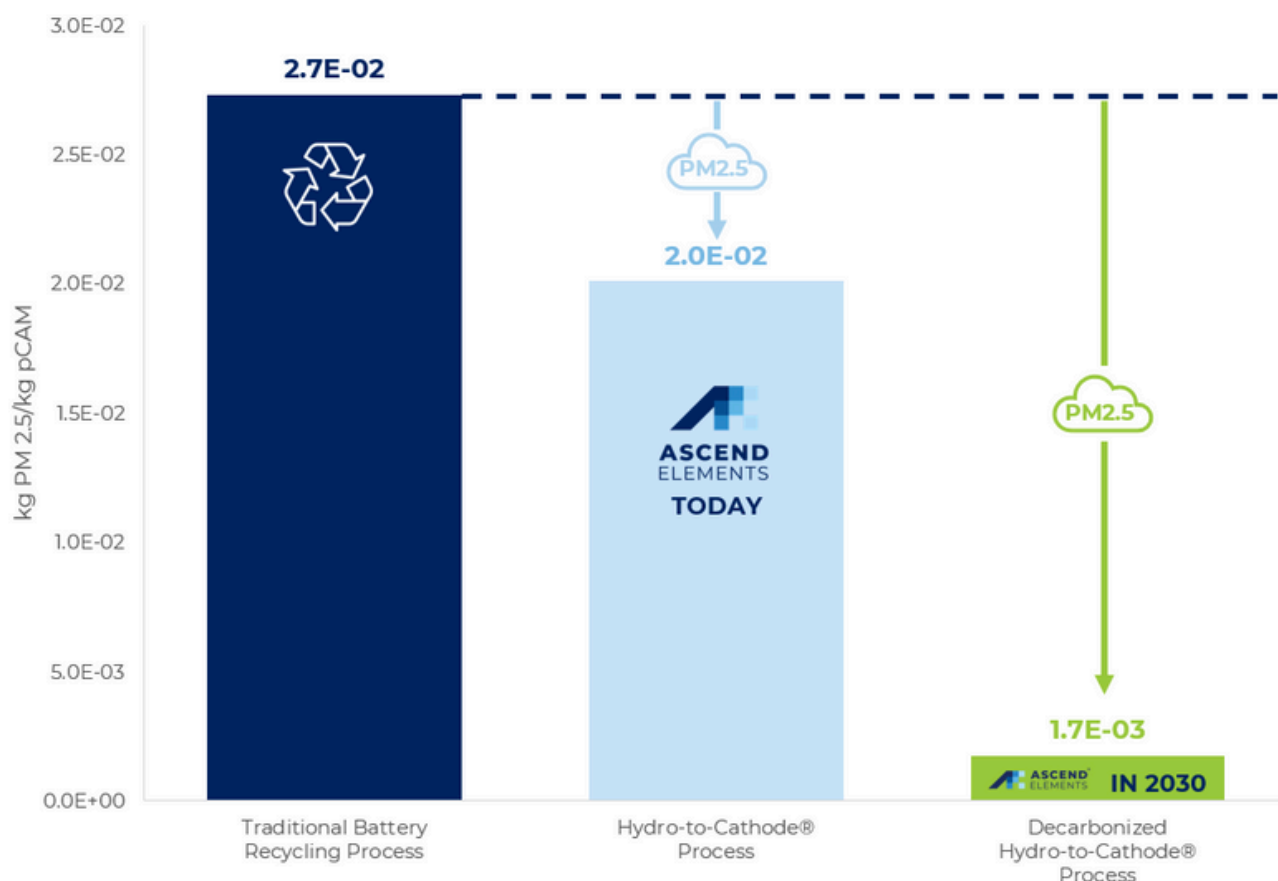 3.0E-02
2.5E-02
2.0E-02
1.5E-02
1.0E-02
5.0E-03
0.0E+00
kg PM 2.5/kg pCAM
2.7E-02
PM2.5
2.0E-02
ASCEND
ELEMENTS
TODAY
PM2.5
1.7E-03
ASCEND
ELEMENTS
IN 2030
Traditional Battery
Recycling Process
Hydro-to-Cathode®
Process
Decarbonized
Hydro-to-Cathode®
Process